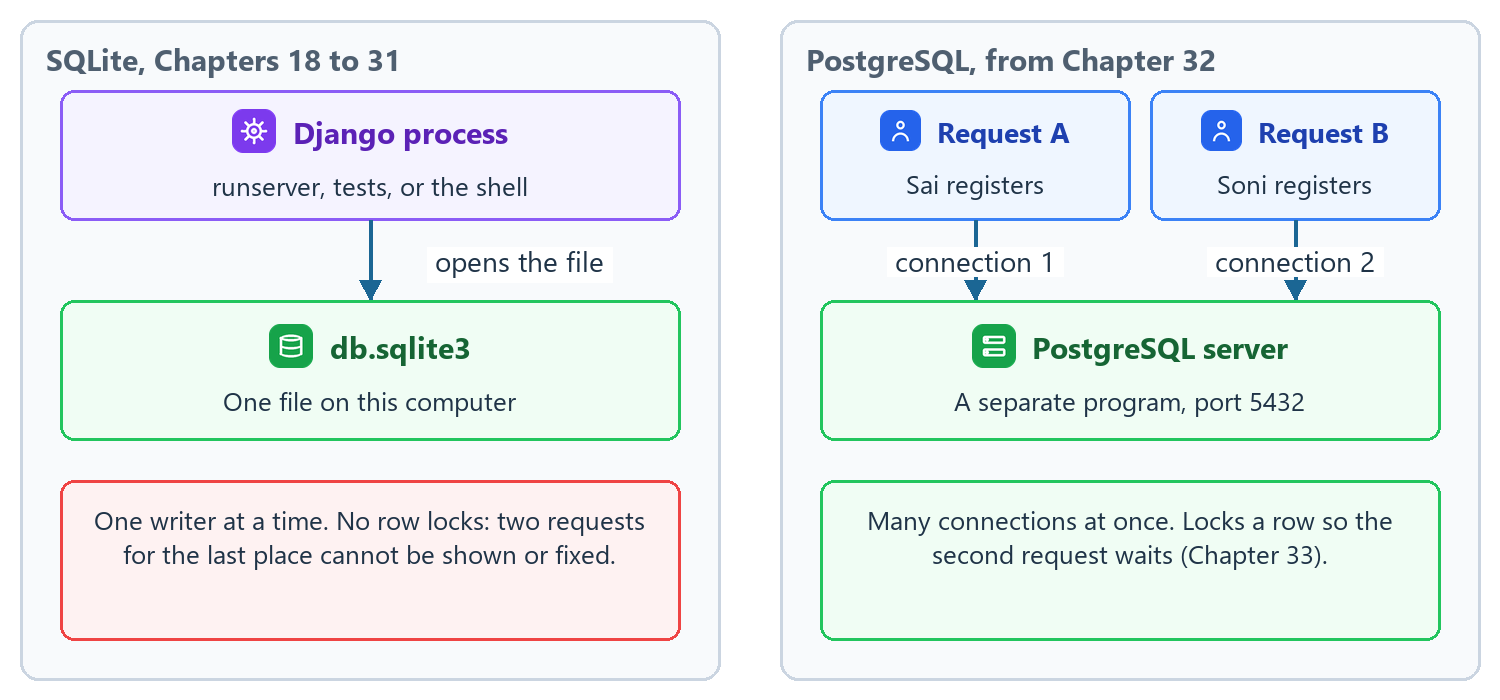 SQLite, Chapters 18 to 31
Django process
runserver, tests, or the shell
opens the file
db.sqlite3
One file on this computer
One writer at a time. No row locks: two requests
for the last place cannot be shown or fixed.
PostgreSQL, from Chapter 32
Request A
Sai registers
Request B
Soni registers
connection 1
connection 2
PostgreSQL server
A separate program, port 5432
Many connections at once. Locks a row so the
second request waits (Chapter 33).